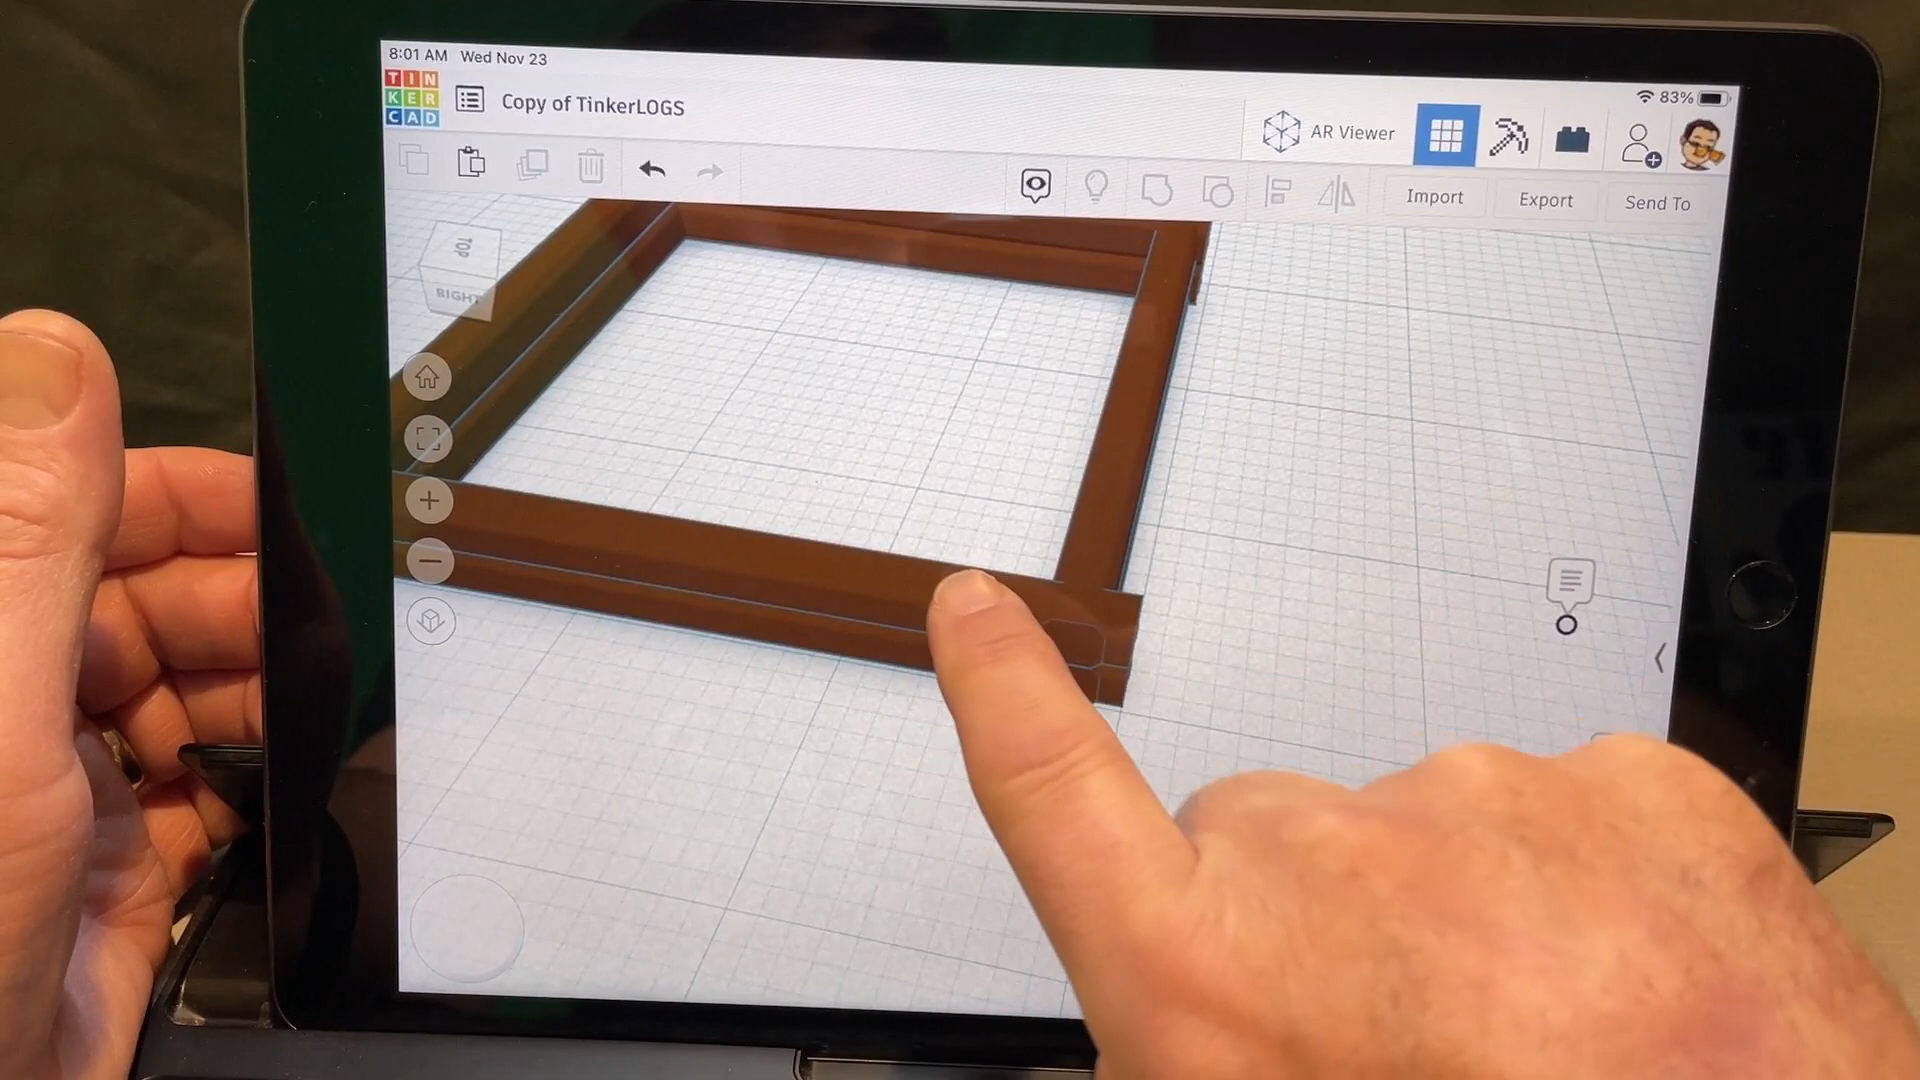 8:01 AM Wed Nov 23
83%
TIN
KER
CAD
Copy of TinkerLOGS
AR Viewer
Import
Export
Send To
TOP
RIGHT